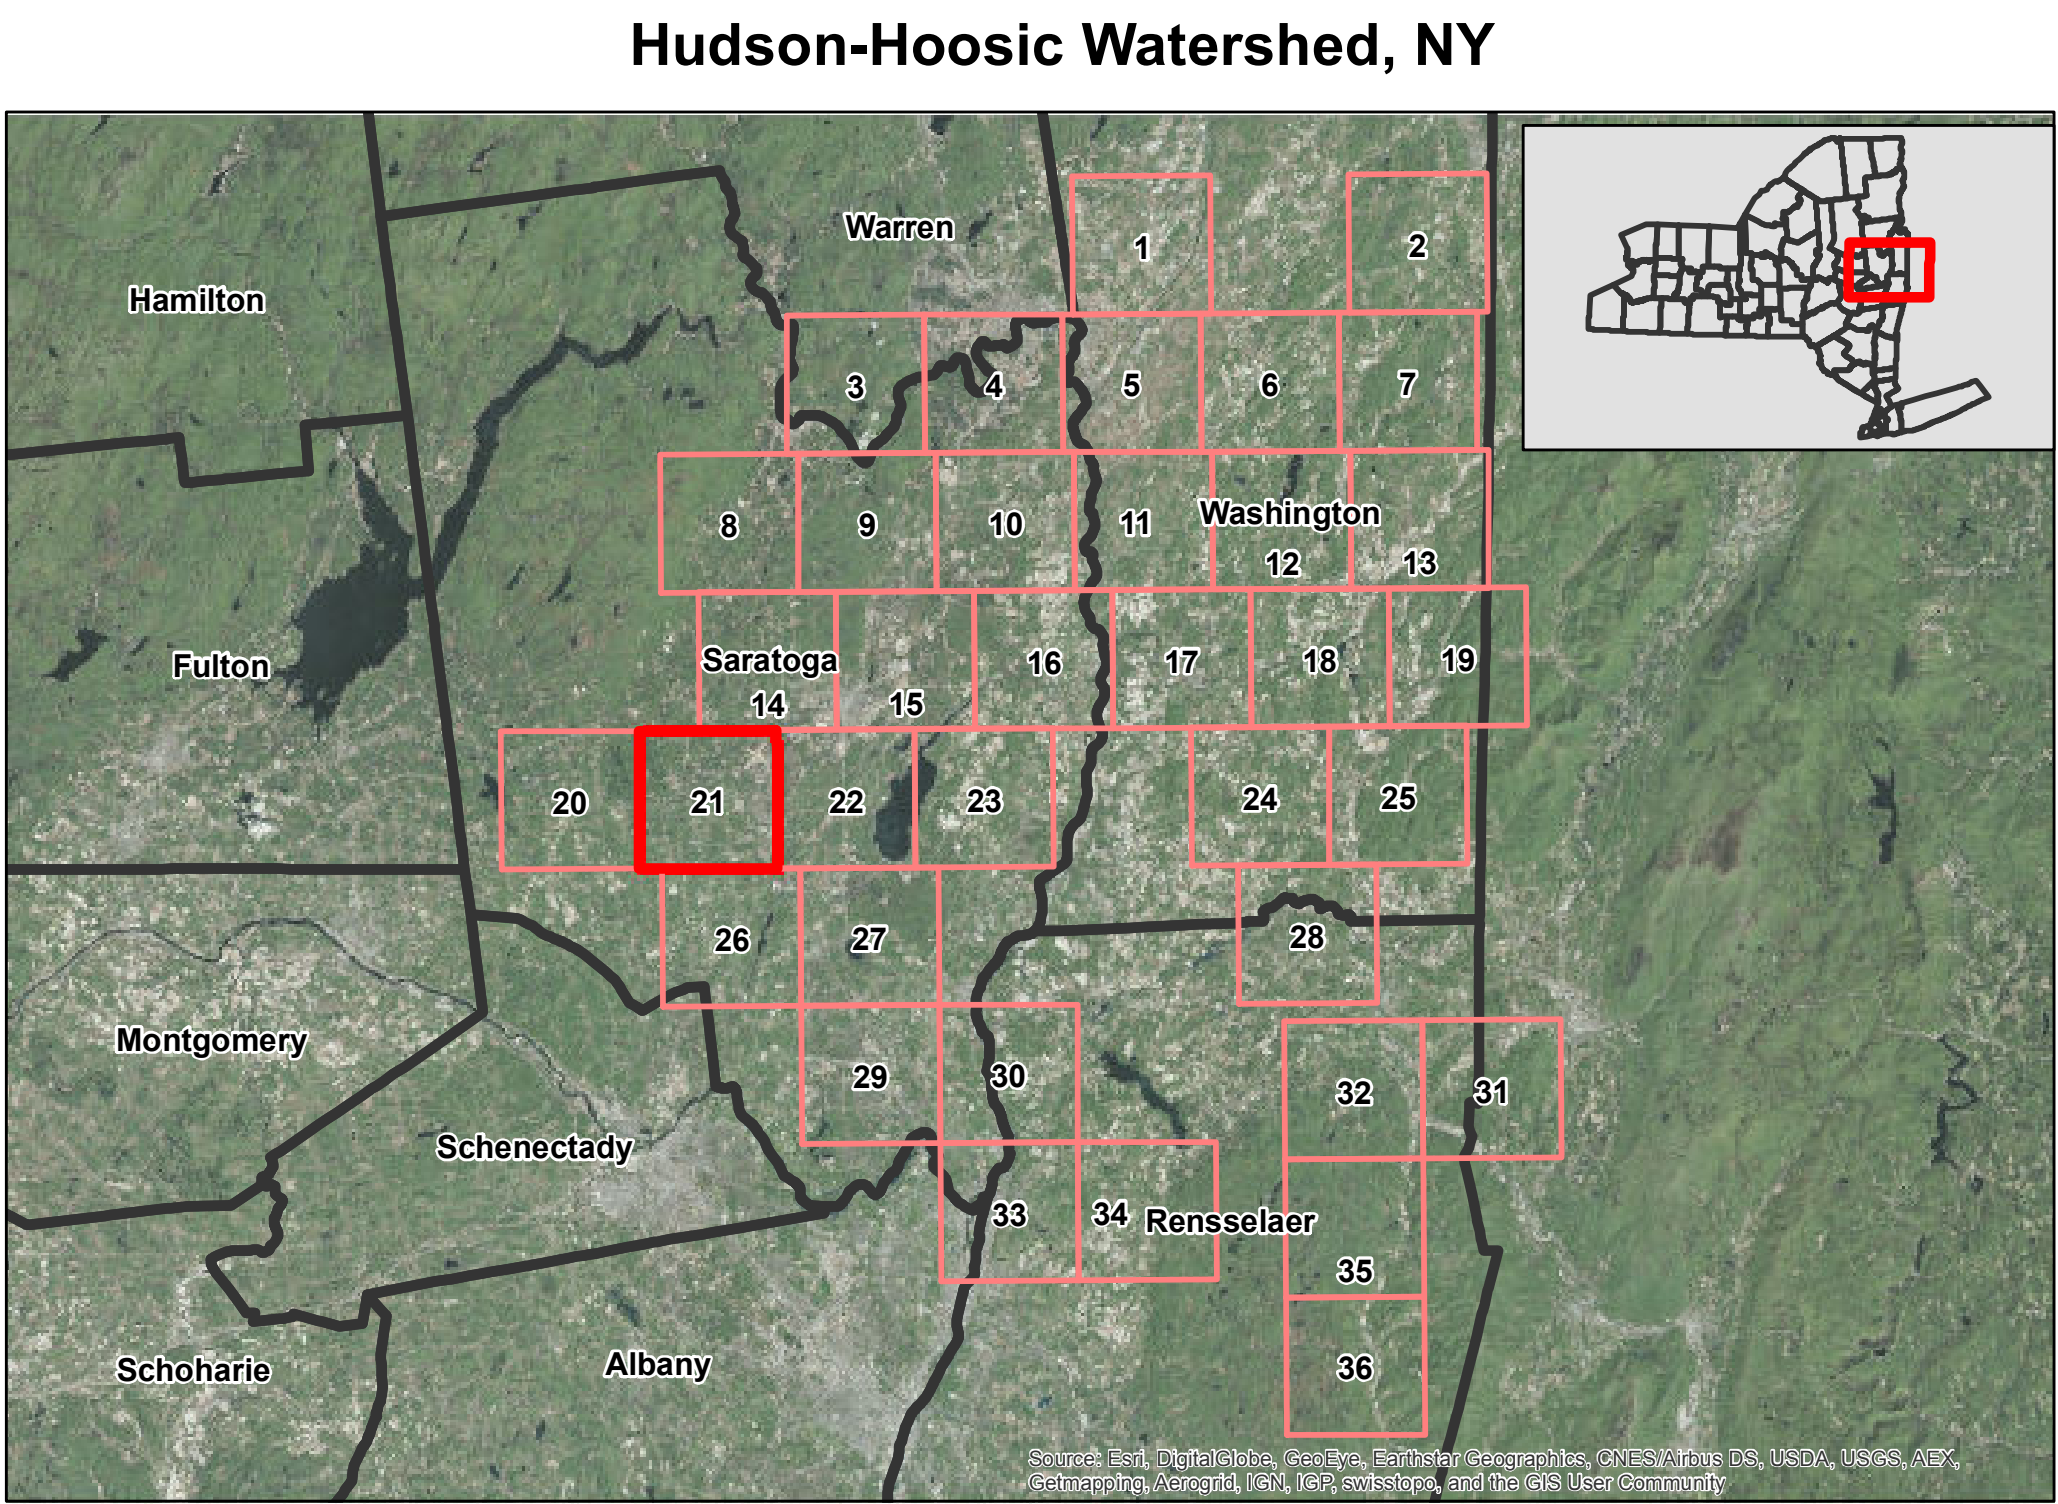 Hudson-Hoosic Watershed, NY
Warren
1
2
Hamilton
3
4
5
6
7
8
9
10
11
Washington
12
13
Fulton
Saratoga
14
15
16
17
18
19
20
21
22
23
24
25
26
27
28
Montgomery
29
30
32
31
Schenectady
33
34
Rensselaer
35
Schoharie
Albany
36
Source: Esri, DigitalGlobe, GeoEye, Earthstar Geographics, CNES/Airbus DS, USDA, USGS, AEX,
Getmapping, Aerogrid, IGN, IGP, swisstopo, and the GIS User Community